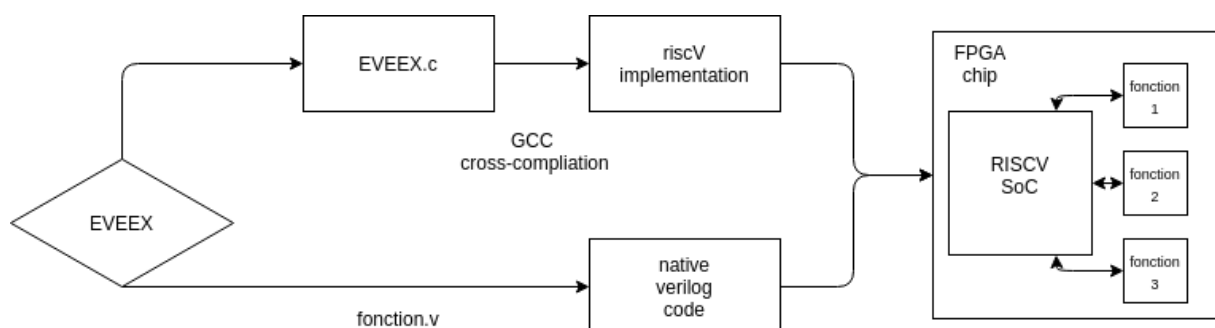 EVEEX
EVEEX.c
riscV
implementation
GCC
cross-compliation
fonction.v
native
verilog
code
FPGA
chip
RISCV
SoC
fonction
1
fonction
2
fonction
3